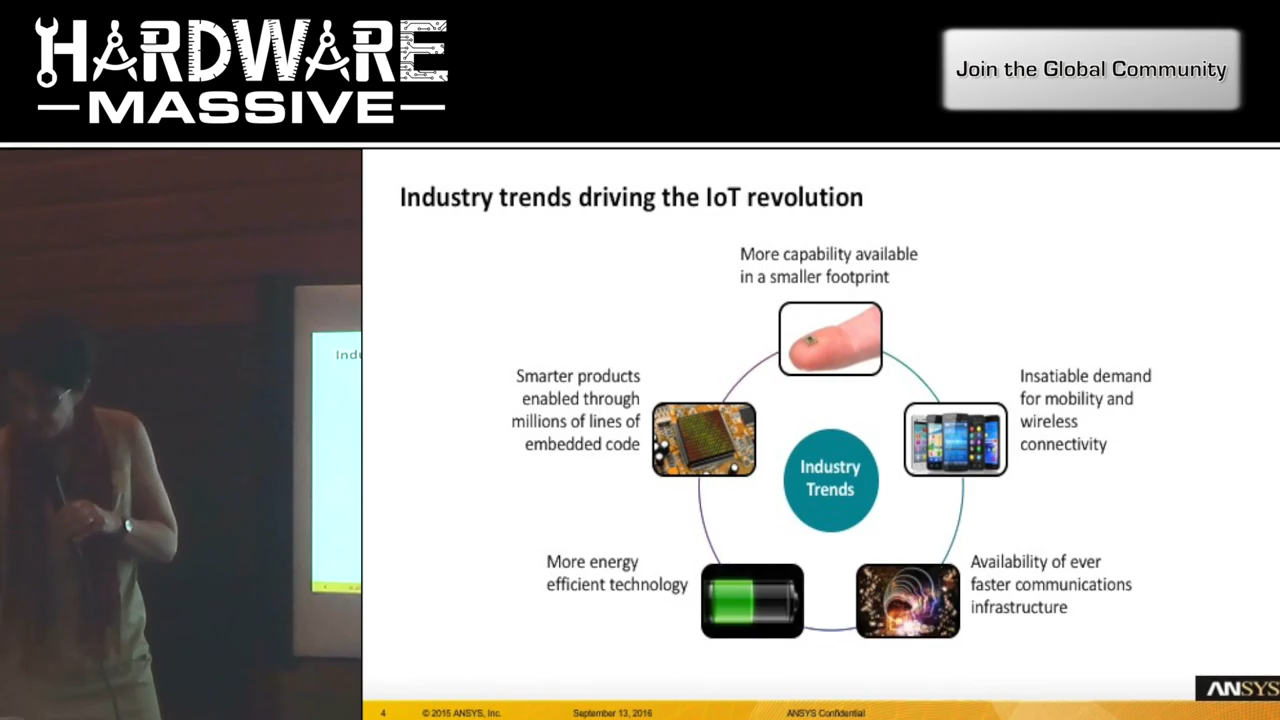 HARDWARE
—MASSIVE—
Join the Global Community
Industry trends driving the IoT revolution
More capability available
in a smaller footprint
Smarter products
enabled through
millions of lines of
embedded code
Insatiable demand
for mobility and
wireless
connectivity
Industry
Trends
More energy
efficient technology
Availability of ever
faster communications
infrastructure
Indu
ANSYS
4 © 2015 ANSYS, Inc. September 13, 2016 ANSYS Confidential